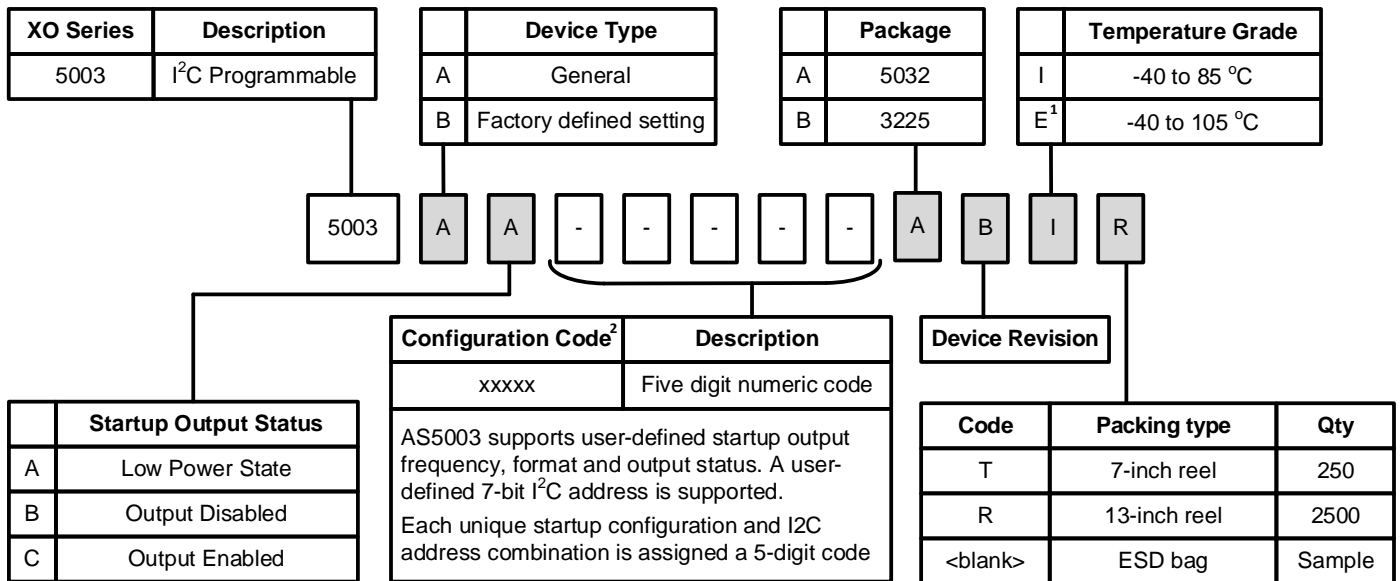 XO Series Description
5003 I²C Programmable
Device Type
A General
B Factory defined setting
Package
A 5032
B 3225
Temperature Grade
I -40 to 85 °C
E¹ -40 to 105 °C
5003 A A - - - - - A B I R
Startup Output Status
A Low Power State
B Output Disabled
C Output Enabled
Configuration Code² Description
xxxxx Five digit numeric code
AS5003 supports user-defined startup output
frequency, format and output status. A user-
defined 7-bit I²C address is supported.
Each unique startup configuration and I2C
address combination is assigned a 5-digit code
Device Revision
Code Packing type Qty
T 7-inch reel 250
R 13-inch reel 2500
<blank> ESD bag Sample